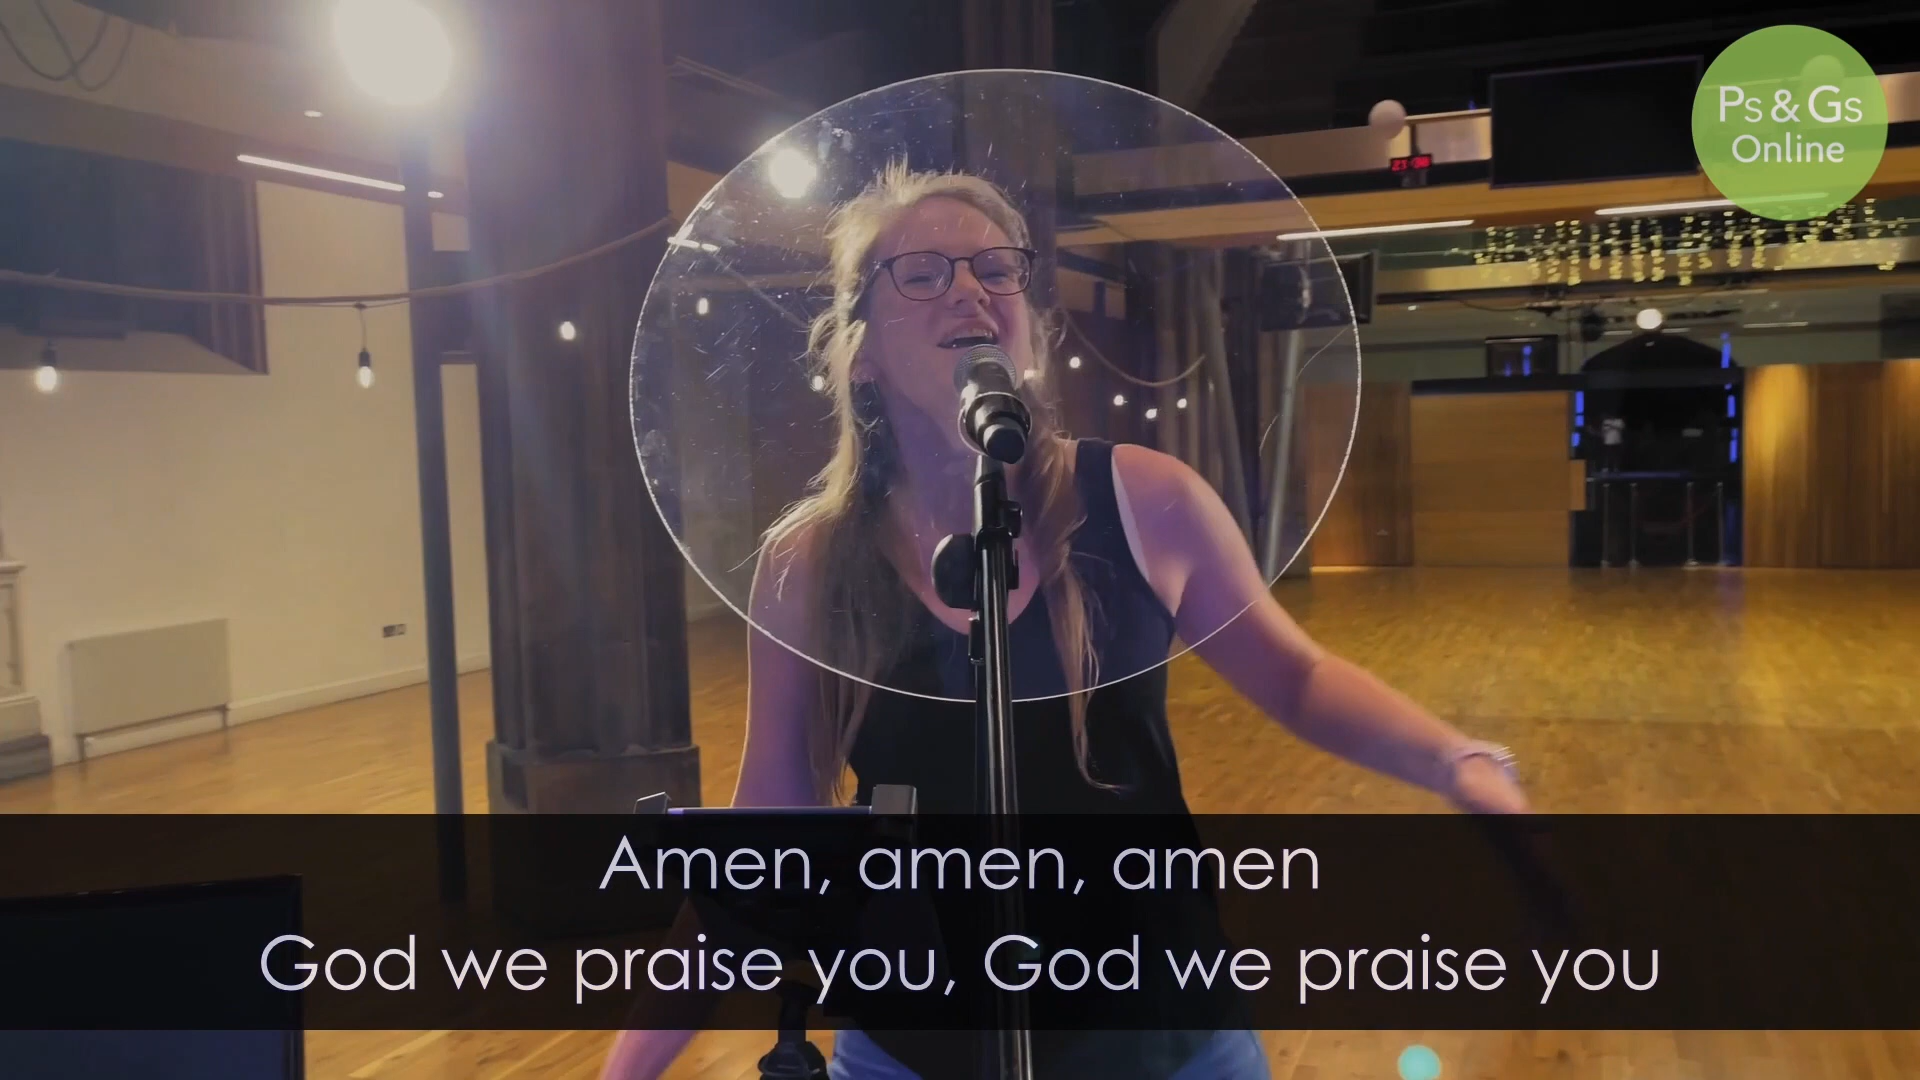 Ps & Gs
Online
Amen, amen, amen
God we praise you, God we praise you